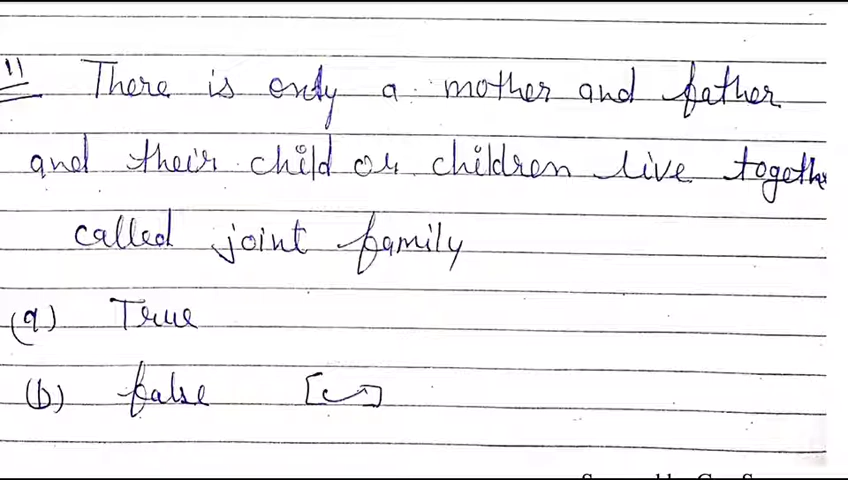 11 There is only a mother and father
and their child or children live togethe
called joint family
(a) True
(b) false [✓]